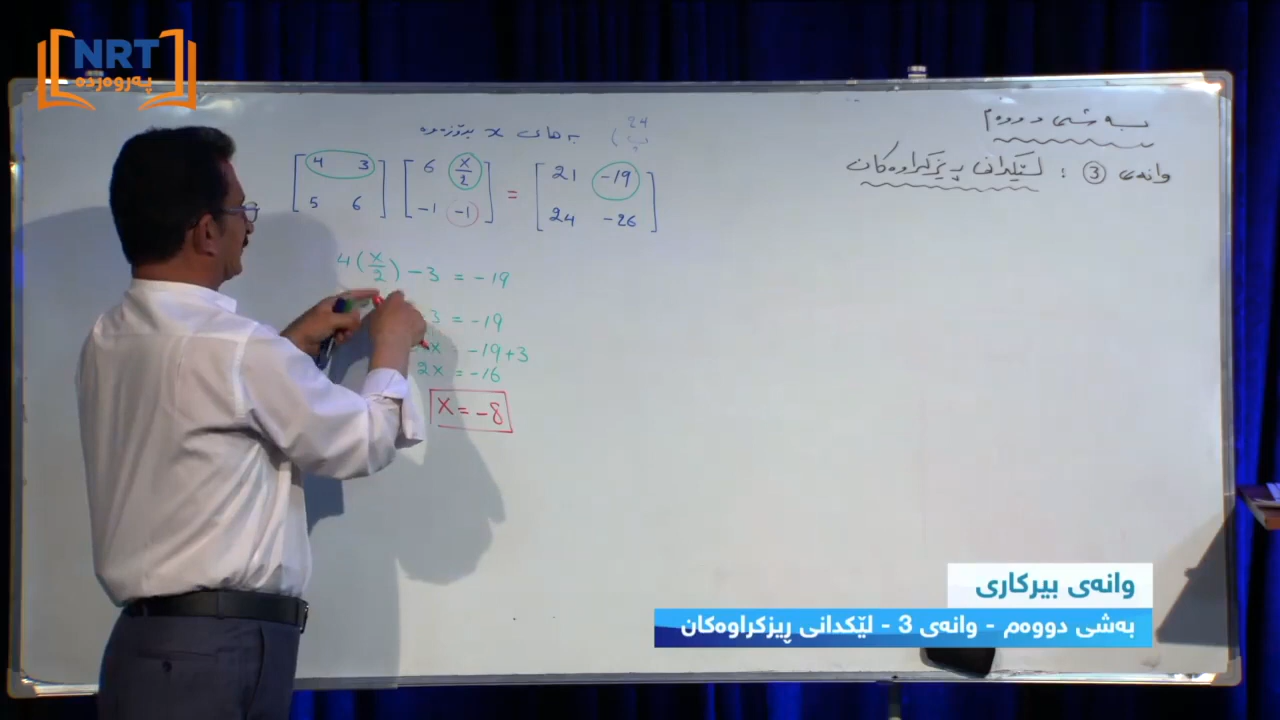 NRT
پەروەردە
بەشی دووەم
وانەی ③ : لێکدانی ڕیزکراوەکان
24
ب)
بەهای x بدۆزەوە
[4 3] [6 x/2] = [21 -19]
[5 6] [-1 -1] [24 -26]
4(x/2) - 3 = -19
3 = -19
x -19+3
2x = -16
x = -8
وانەی بیرکاری
بەشی دووەم - وانەی 3 - لێکدانی ڕیزکراوەکان